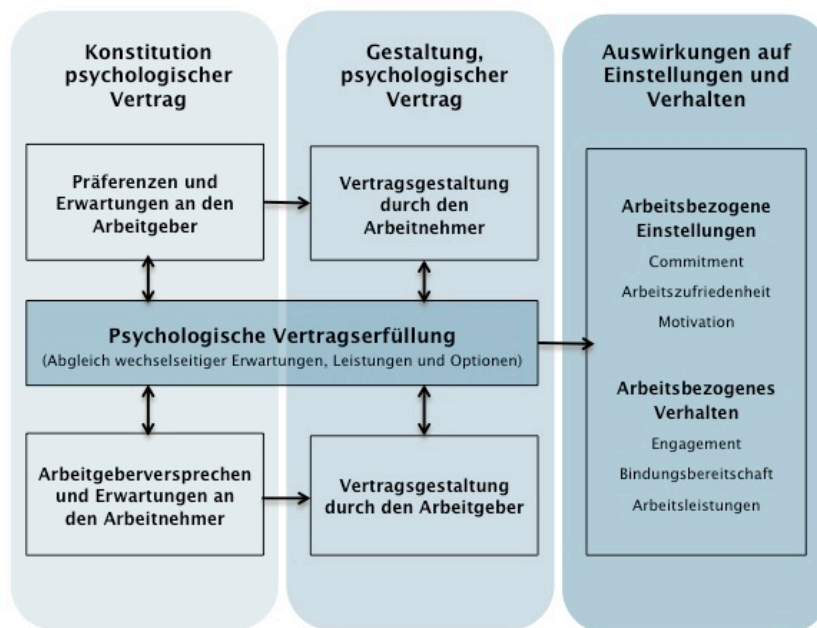 Konstitution
psychologischer
Vertrag
Präferenzen und
Erwartungen an den
Arbeitgeber
Gestaltung,
psychologischer
Vertrag
Vertragsgestaltung
durch den
Arbeitnehmer
Psychologische Vertragserfüllung
(Abgleich wechselseitiger Erwartungen, Leistungen und Optionen)
Arbeitgeberversprechen
und Erwartungen an
den Arbeitnehmer
Vertragsgestaltung
durch den Arbeitgeber
Auswirkungen auf
Einstellungen und
Verhalten
Arbeitsbezogene
Einstellungen
Commitment
Arbeitszufriedenheit
Motivation
Arbeitsbezogenes
Verhalten
Engagement
Bindungsbereitschaft
Arbeitsleistungen